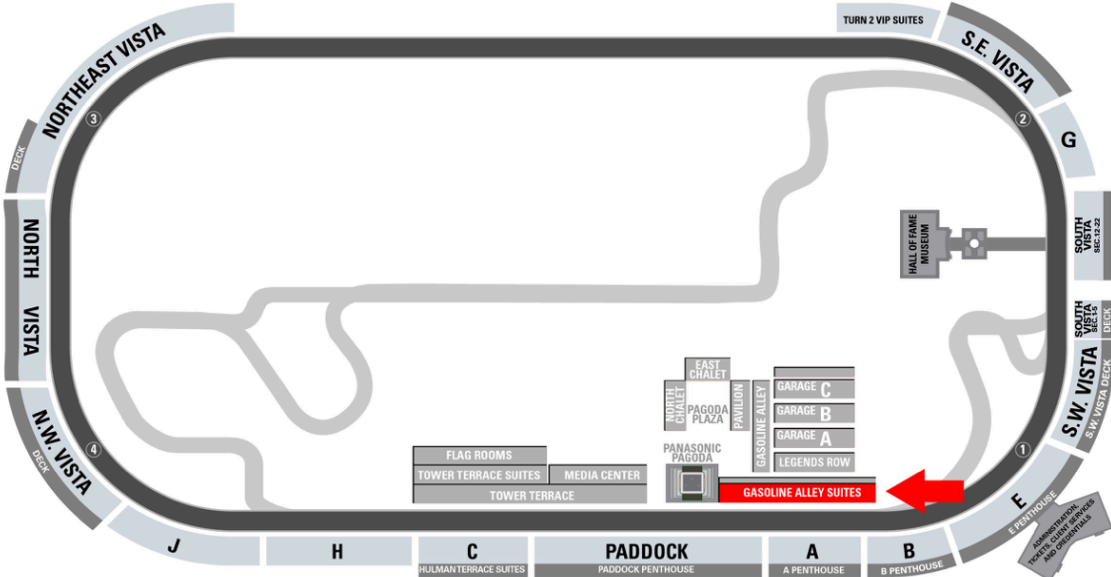 TURN 2 VIP SUITES
NORTHEAST VISTA
S.E. VISTA
3
2
G
DECK
SOUTH
VISTA
SEC.12-22
HALL OF FAME
MUSEUM
NORTH VISTA
SOUTH
VISTA
SEC.1-5
DECK
S.W. VISTA
S.W. VISTA DECK
EAST
CHALET
NORTH
CHALET
PAGODA
PLAZA
PAVILION
GASOLINE ALLEY
GARAGE C
GARAGE B
GARAGE A
LEGENDS ROW
N.W. VISTA
DECK
4
1
FLAG ROOMS
TOWER TERRACE SUITES
MEDIA CENTER
TOWER TERRACE
PANASONIC
PAGODA
GASOLINE ALLEY SUITES
E
E PENTHOUSE
ADMINISTRATION,
TICKETS, CLIENT SERVICES
AND CREDENTIALS
J
H
C
HULMAN TERRACE SUITES
PADDOCK
PADDOCK PENTHOUSE
A
A PENTHOUSE
B
B PENTHOUSE